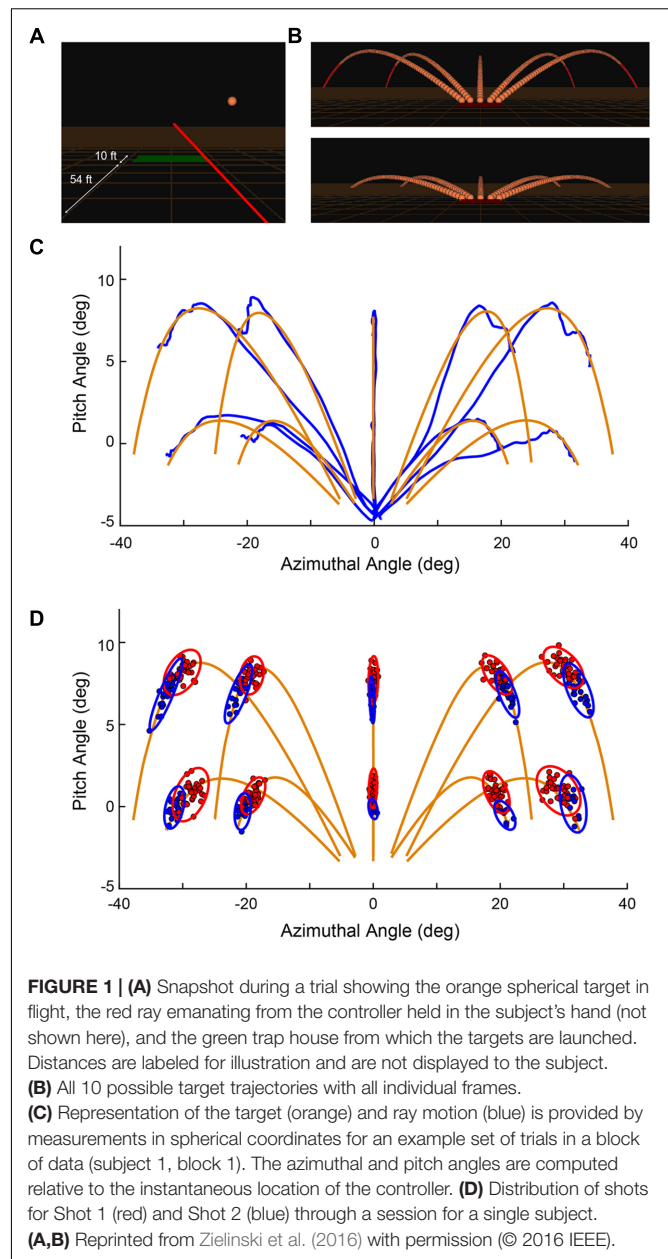 A
B
10 ft
54 ft
C
10
5
0
-5
Pitch Angle (deg)
-40
-20
0
20
40
Azimuthal Angle (deg)
D
10
5
0
-5
Pitch Angle (deg)
-40
-20
0
20
40
Azimuthal Angle (deg)
FIGURE 1 | (A) Snapshot during a trial showing the orange spherical target in
flight, the red ray emanating from the controller held in the subject's hand (not
shown here), and the green trap house from which the targets are launched.
Distances are labeled for illustration and are not displayed to the subject.
(B) All 10 possible target trajectories with all individual frames.
(C) Representation of the target (orange) and ray motion (blue) is provided by
measurements in spherical coordinates for an example set of trials in a block
of data (subject 1, block 1). The azimuthal and pitch angles are computed
relative to the instantaneous location of the controller. (D) Distribution of shots
for Shot 1 (red) and Shot 2 (blue) through a session for a single subject.
(A,B) Reprinted from Zielinski et al. (2016) with permission (© 2016 IEEE).